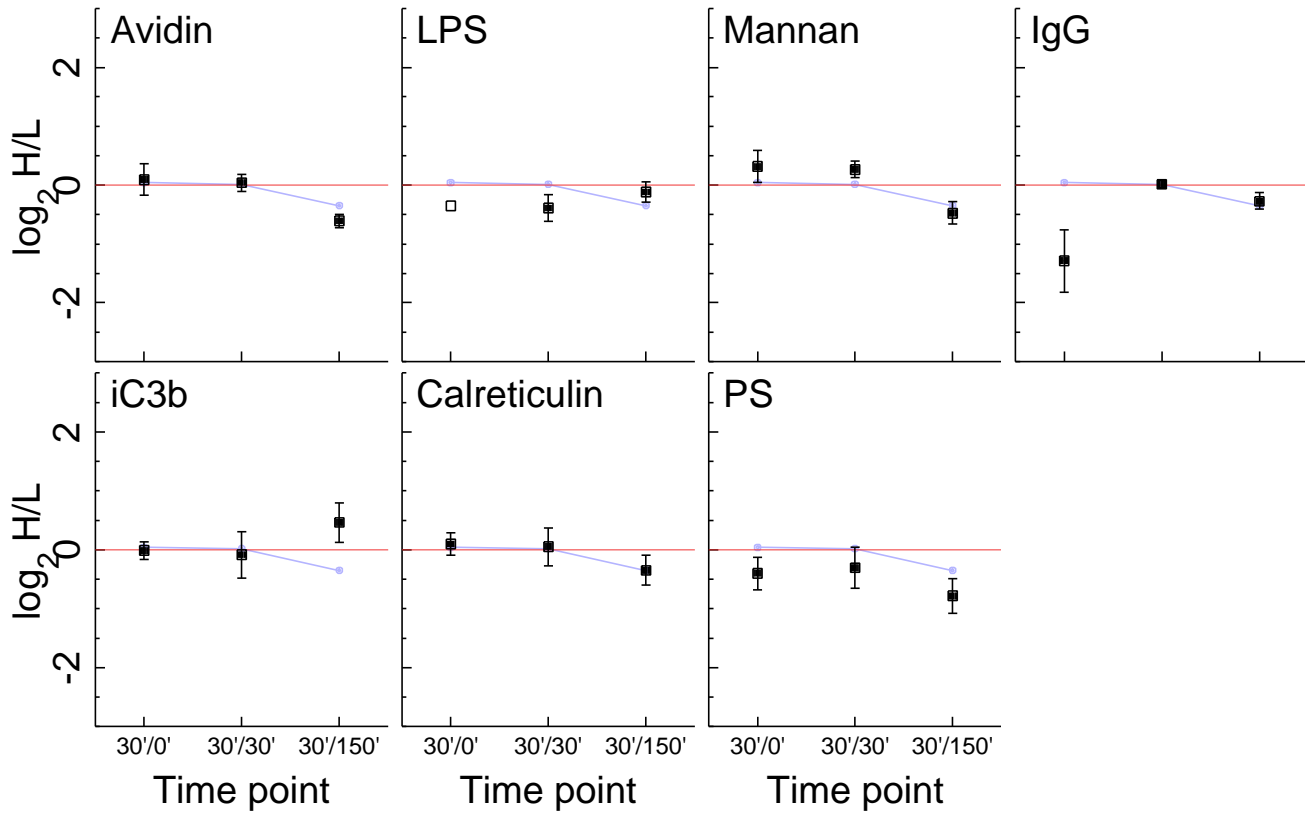 Avidin
LPS
Mannan
IgG
log2 H/L
2
0
-2
iC3b
Calreticulin
PS
log2 H/L
2
0
-2
30'/0' 30'/30' 30'/150'
30'/0' 30'/30' 30'/150'
30'/0' 30'/30' 30'/150'
Time point
Time point
Time point